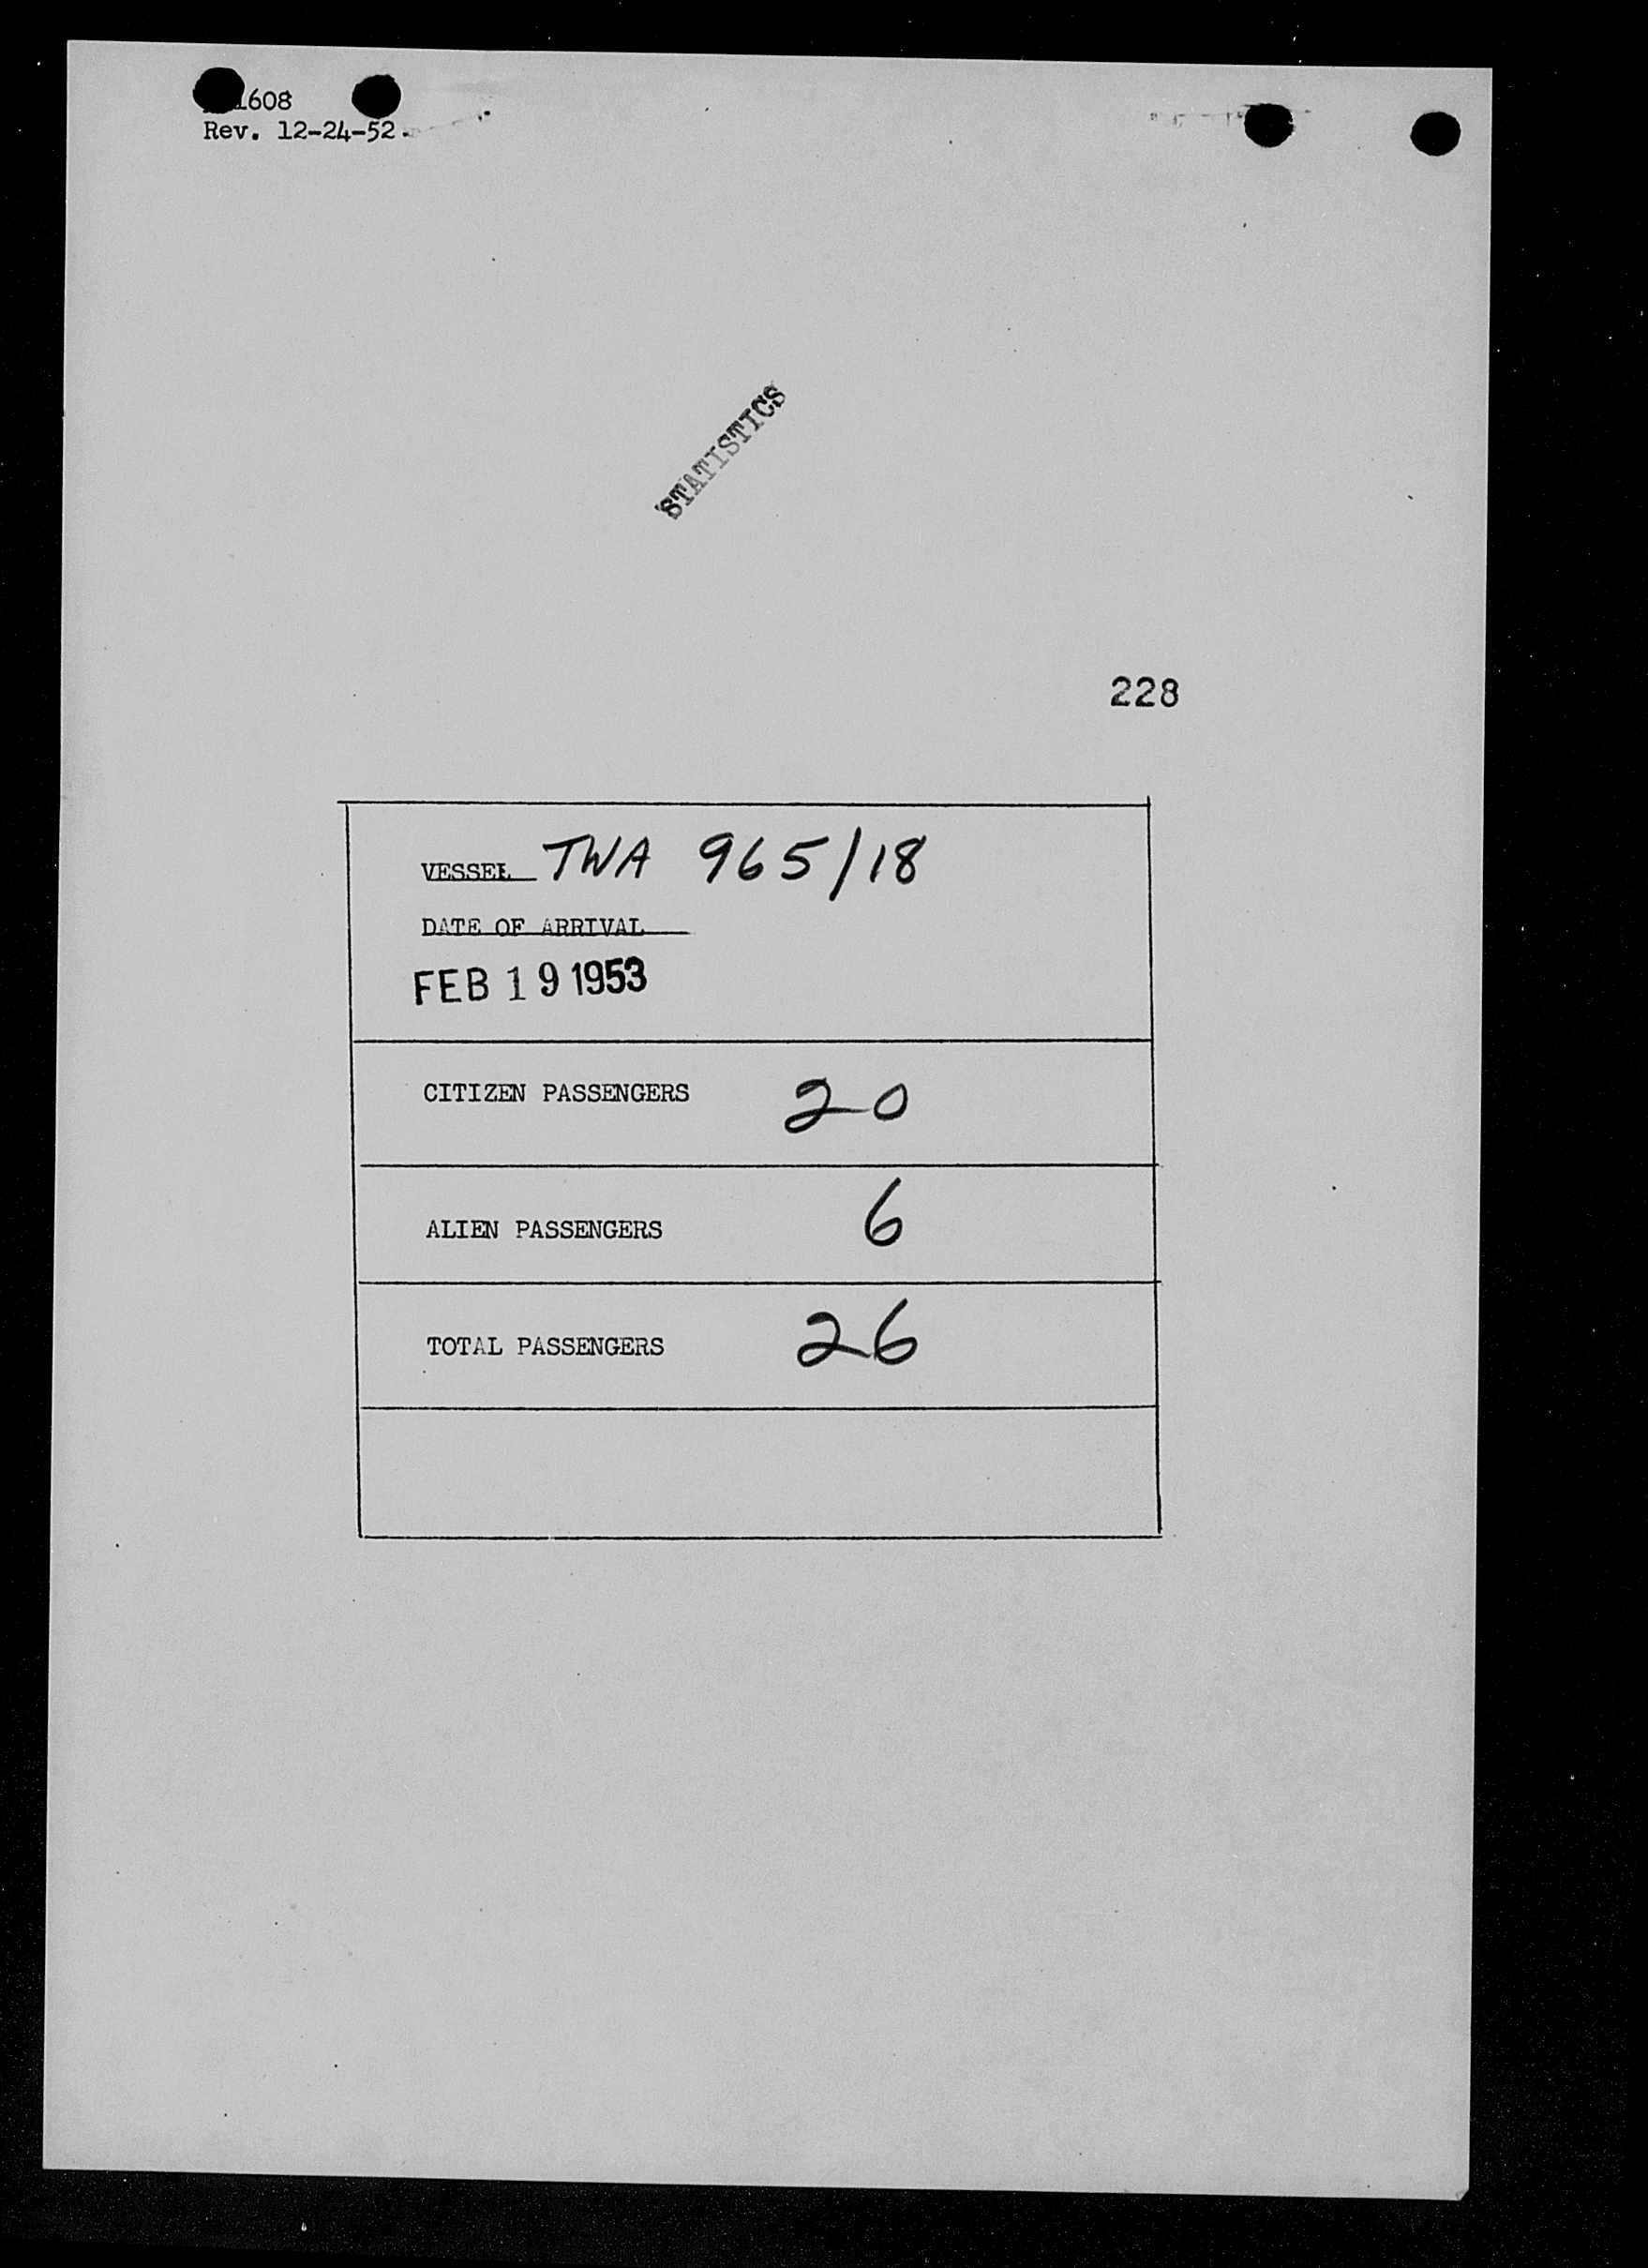 1608
Rev. 12-24-52
STATISTICS
228
VESSEL TWA 965/18
DATE OF ARRIVAL
FEB 19 1953
CITIZEN PASSENGERS 20
ALIEN PASSENGERS 6
TOTAL PASSENGERS 26